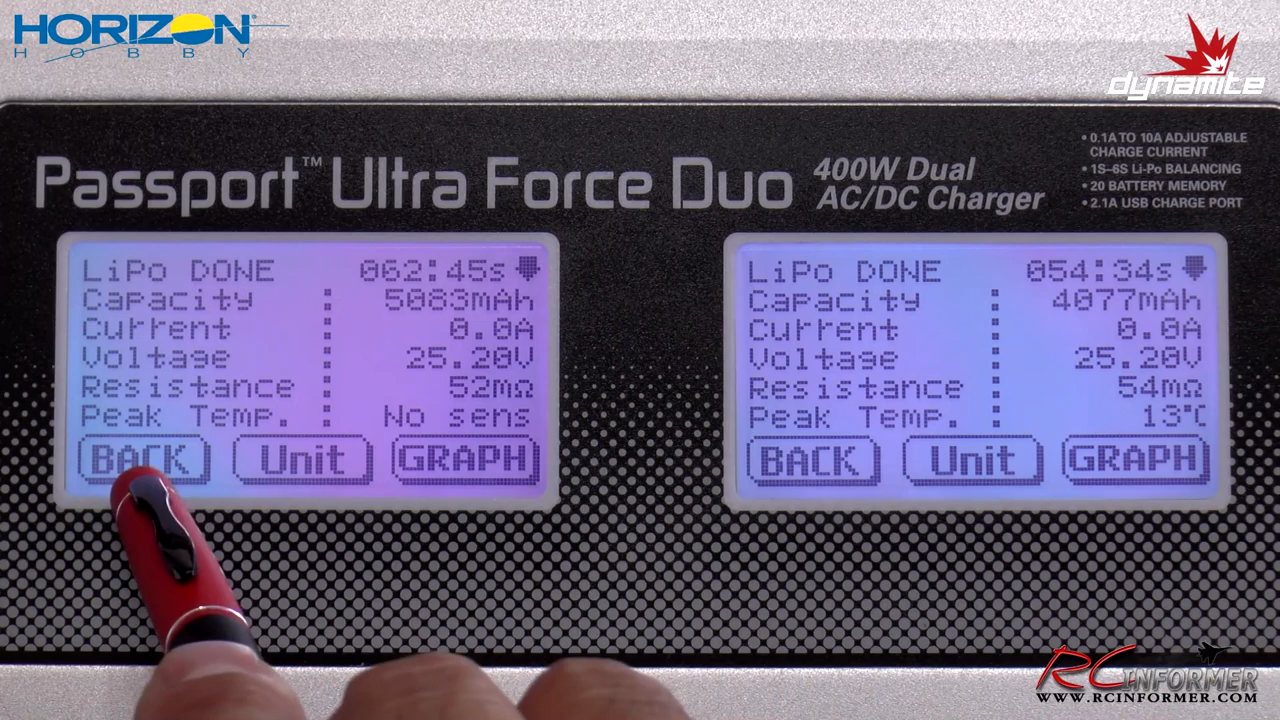 HORIZON
HOBBY
dynamite
Passport™ Ultra Force Duo
400W Dual
AC/DC Charger
• 0.1A TO 10A ADJUSTABLE
CHARGE CURRENT
• 1S–6S Li-Po BALANCING
• 20 BATTERY MEMORY
• 2.1A USB CHARGE PORT
LiPo DONE 062:45s
Capacity : 5083mAh
Current : 0.0A
Voltage : 25.20V
Resistance : 52mΩ
Peak Temp. : No sens
BACK Unit GRAPH
LiPo DONE 054:34s
Capacity : 4077mAh
Current : 0.0A
Voltage : 25.20V
Resistance : 54mΩ
Peak Temp. : 13℃
BACK Unit GRAPH
RC INFORMER
WWW.RCINFORMER.COM